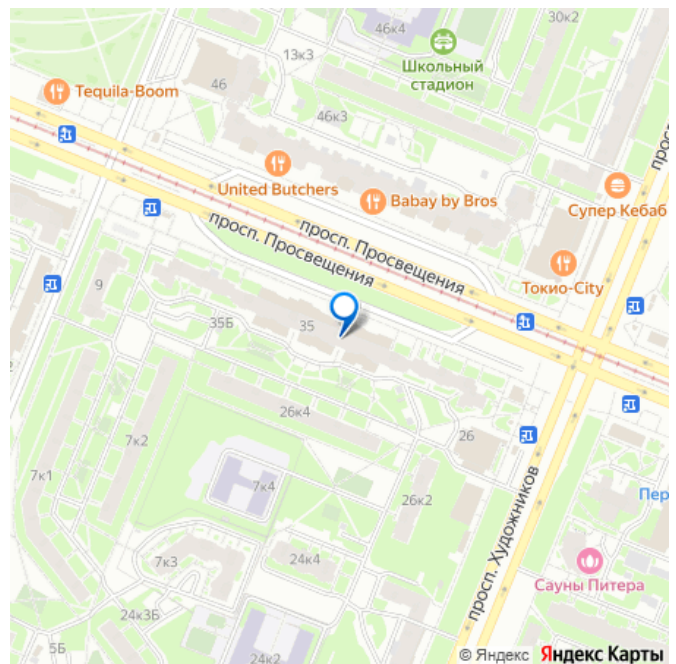 46к4
30к2
13к3
Школьный
стадион
Tequila-Boom
46
46к3
United Butchers
Babay by Bros
Супер Кебаб
просп. Просвещения
просп. Просвещения
Токио-City
9
35Б
35
26к4
26
7к2
7к1
7к4
26к2
Пер
просп. Художников
7к3
24к4
Сауны Питера
24к3Б
5Б
24к2
© Яндекс Яндекс Карты